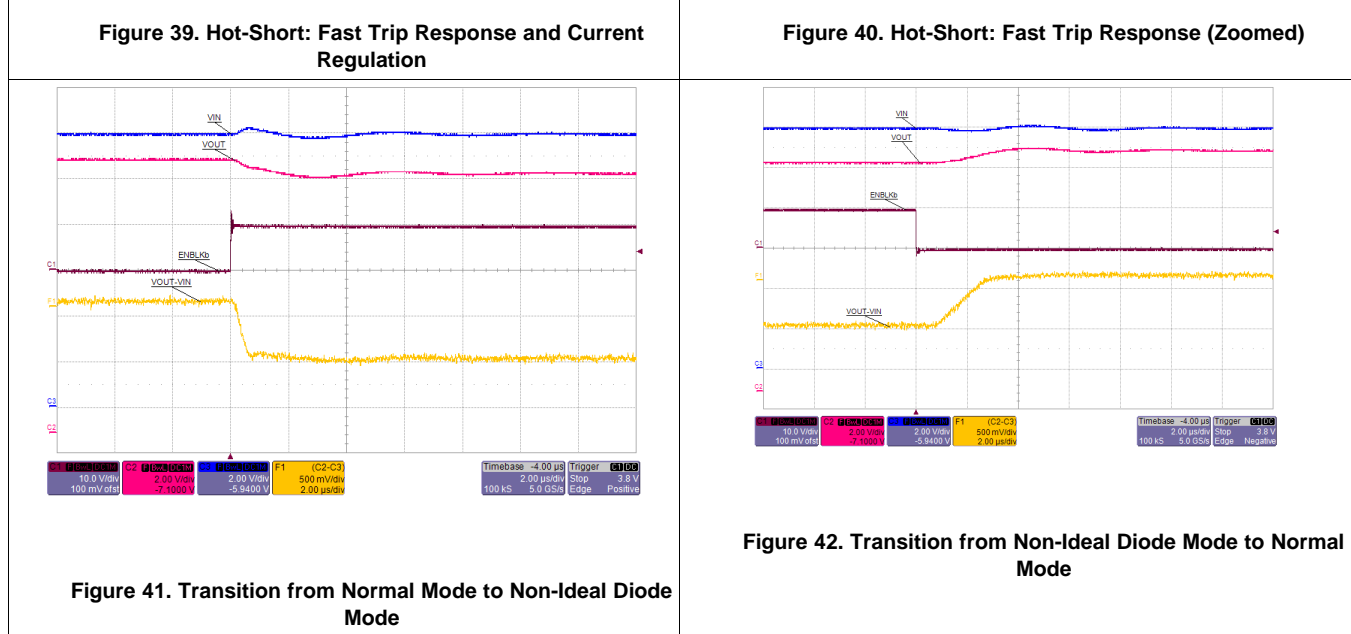 Figure 39. Hot-Short: Fast Trip Response and Current
Regulation
Figure 40. Hot-Short: Fast Trip Response (Zoomed)
VIN
VOUT
ENBLKb
VOUT-VIN
C1
F1
C3
C2
C1
C2
10.0 V/div
100 mV ofst
2.00 V/div
-7.1000 V
2.00 V/div
-5.9400 V
F1 (C2-C3)
500 mV/div
2.00 µs/div
Timebase -4.00 µs
2.00 µs/div
100 kS 5.0 GS/s
Trigger C1 DC
Stop 3.8 V
Edge Positive
Figure 41. Transition from Normal Mode to Non-Ideal Diode
Mode
VIN
VOUT
ENBLKb
VOUT-VIN
C1
F1
C3
C2
C2
10.0 V/div
100 mV ofst
2.00 V/div
-7.1000 V
2.00 V/div
-5.9400 V
F1 (C2-C3)
500 mV/div
2.00 µs/div
Timebase -4.00 µs
2.00 µs/div
100 kS 5.0 GS/s
Trigger C1 DC
Stop 3.8 V
Edge Negative
Figure 42. Transition from Non-Ideal Diode Mode to Normal
Mode